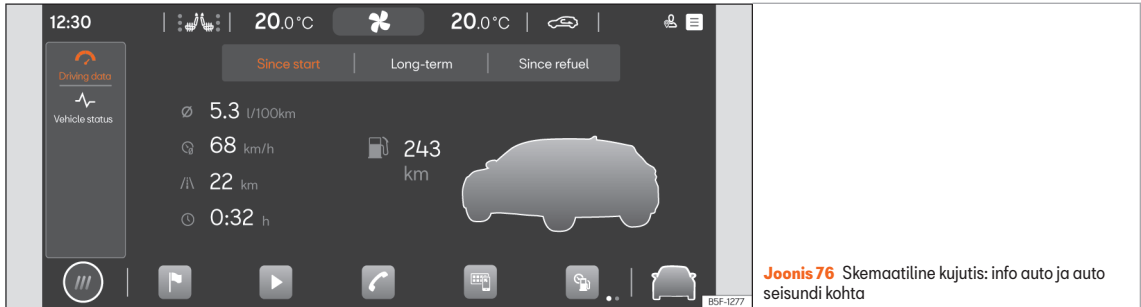 12:30
20.0°C
20.0°C
Driving data
Vehicle status
Since start
Long-term
Since refuel
Ø 5.3 l/100km
68 km/h
22 km
0:32 h
243
km
B5F-1277
Joonis 76 Skemaatiline kujutis: info auto ja auto
seisundi kohta